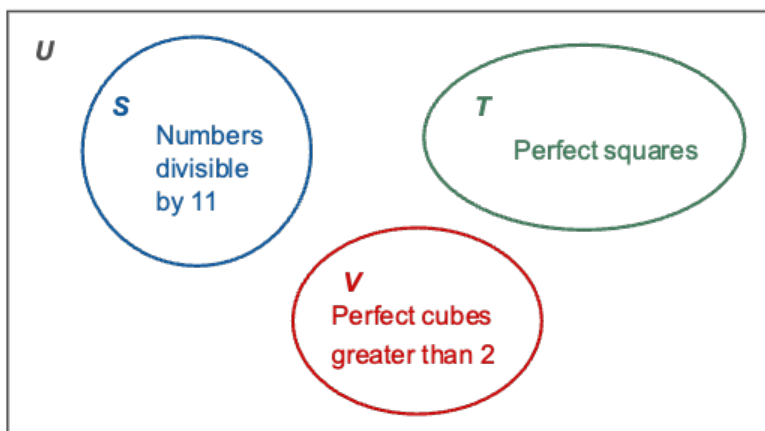 U
S
Numbers
divisible
by 11
T
Perfect squares
V
Perfect cubes
greater than 2